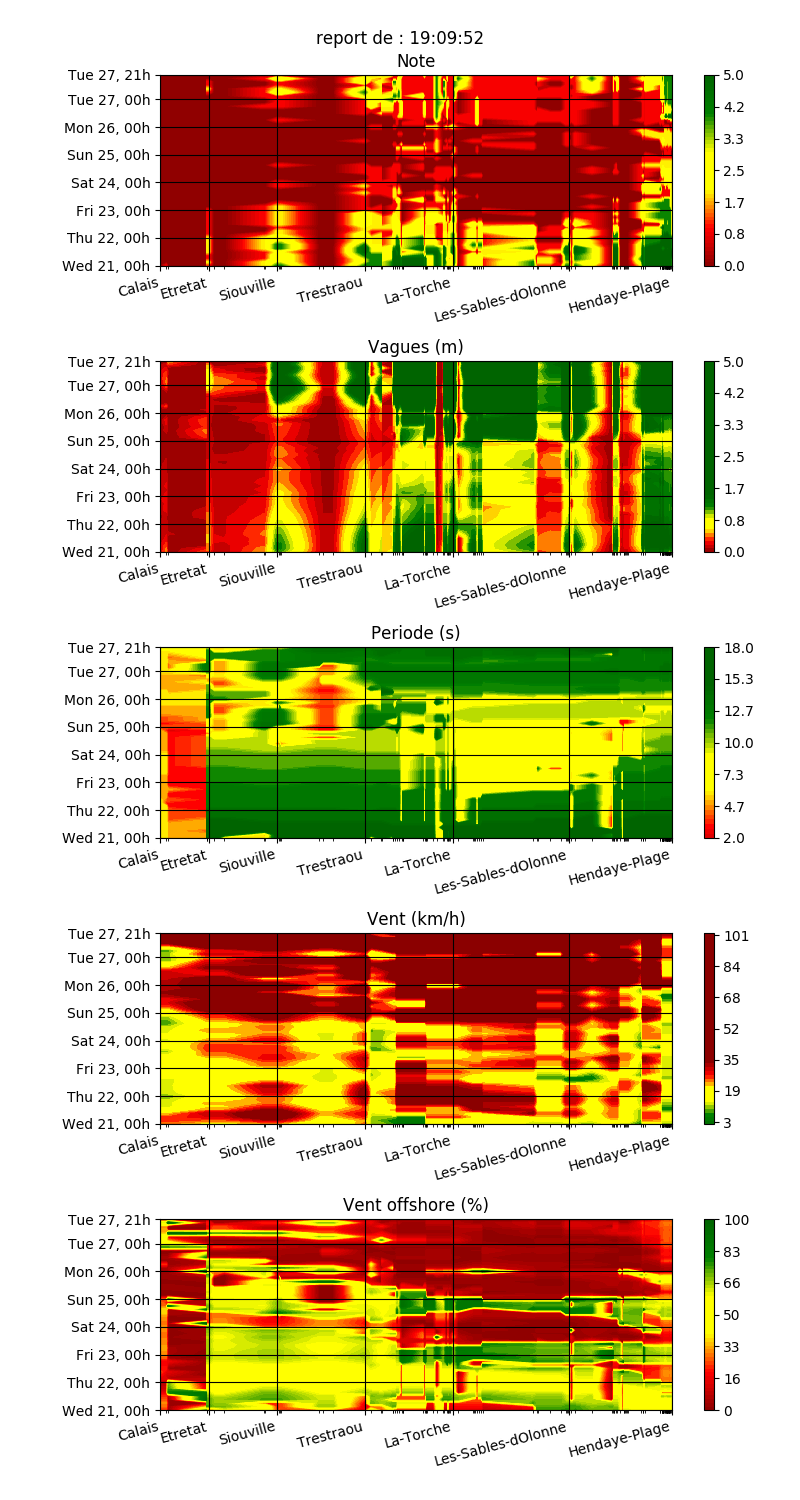 report de : 19:09:52
Note
Tue 27, 21h
Tue 27, 00h
Mon 26, 00h
Sun 25, 00h
Sat 24, 00h
Fri 23, 00h
Thu 22, 00h
Wed 21, 00h
Calais
Etretat
Siouville
Trestraou
La-Torche
Les-Sables-dOlonne
Hendaye-Plage
5.0
4.2
3.3
2.5
1.7
0.8
0.0
Vagues (m)
Tue 27, 21h
Tue 27, 00h
Mon 26, 00h
Sun 25, 00h
Sat 24, 00h
Fri 23, 00h
Thu 22, 00h
Wed 21, 00h
Calais
Etretat
Siouville
Trestraou
La-Torche
Les-Sables-dOlonne
Hendaye-Plage
5.0
4.2
3.3
2.5
1.7
0.8
0.0
Periode (s)
Tue 27, 21h
Tue 27, 00h
Mon 26, 00h
Sun 25, 00h
Sat 24, 00h
Fri 23, 00h
Thu 22, 00h
Wed 21, 00h
Calais
Etretat
Siouville
Trestraou
La-Torche
Les-Sables-dOlonne
Hendaye-Plage
18.0
15.3
12.7
10.0
7.3
4.7
2.0
Vent (km/h)
Tue 27, 21h
Tue 27, 00h
Mon 26, 00h
Sun 25, 00h
Sat 24, 00h
Fri 23, 00h
Thu 22, 00h
Wed 21, 00h
Calais
Etretat
Siouville
Trestraou
La-Torche
Les-Sables-dOlonne
Hendaye-Plage
101
84
68
52
35
19
3
Vent offshore (%)
Tue 27, 21h
Tue 27, 00h
Mon 26, 00h
Sun 25, 00h
Sat 24, 00h
Fri 23, 00h
Thu 22, 00h
Wed 21, 00h
Calais
Etretat
Siouville
Trestraou
La-Torche
Les-Sables-dOlonne
Hendaye-Plage
100
83
66
50
33
16
0